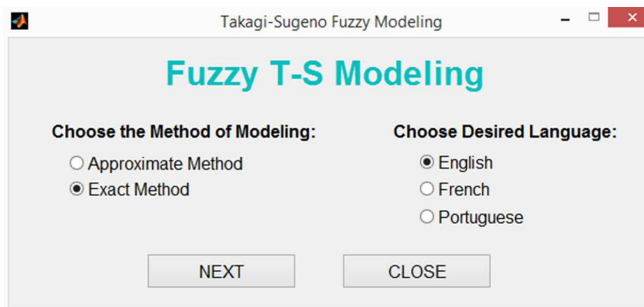 Takagi-Sugeno Fuzzy Modeling
Fuzzy T-S Modeling
Choose the Method of Modeling:
Approximate Method
Exact Method
Choose Desired Language:
English
French
Portuguese
NEXT
CLOSE